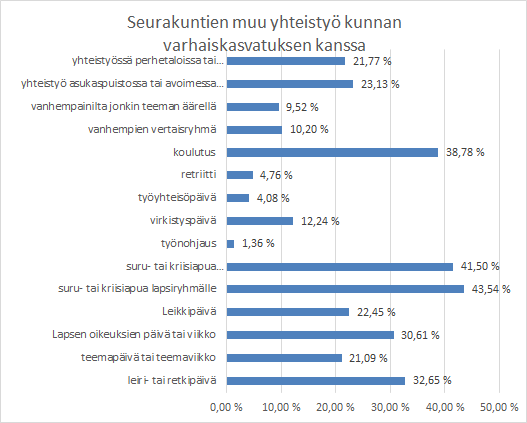 Seurakuntien muu yhteistyö kunnan
varhaiskasvatuksen kanssa
yhteistyössä perhetaloissa tai... 21,77 %
yhteistyö asukaspuistossa tai avoimessa... 23,13 %
vanhempainilta jonkin teeman äärellä 9,52 %
vanhempien vertaisryhmä 10,20 %
koulutus 38,78 %
retriitti 4,76 %
työyhteisöpäivä 4,08 %
virkistyspäivä 12,24 %
työnohjaus 1,36 %
suru- tai kriisiapua... 41,50 %
suru- tai kriisiapua lapsiryhmälle 43,54 %
Leikkipäivä 22,45 %
Lapsen oikeuksien päivä tai viikko 30,61 %
teemapäivä tai teemaviikko 21,09 %
leiri- tai retkipäivä 32,65 %
0,00 % 10,00 % 20,00 % 30,00 % 40,00 % 50,00 %